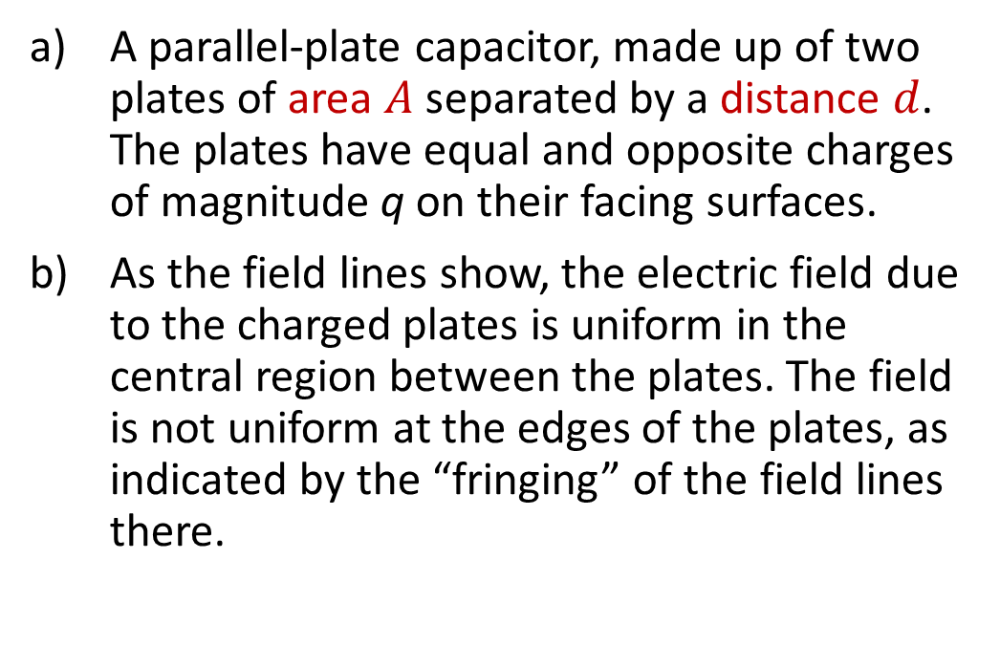 a) A parallel-plate capacitor, made up of two
plates of area A separated by a distance d.
The plates have equal and opposite charges
of magnitude q on their facing surfaces.
b) As the field lines show, the electric field due
to the charged plates is uniform in the
central region between the plates. The field
is not uniform at the edges of the plates, as
indicated by the “fringing” of the field lines
there.